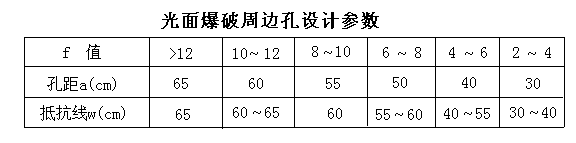 光面爆破周边孔设计参数
f 值 >12 10～12 8～10 6～8 4～6 2～4
孔距a(cm) 65 60 55 50 40 30
抵抗线w(cm) 65 60～65 60 55～60 40～55 30～40